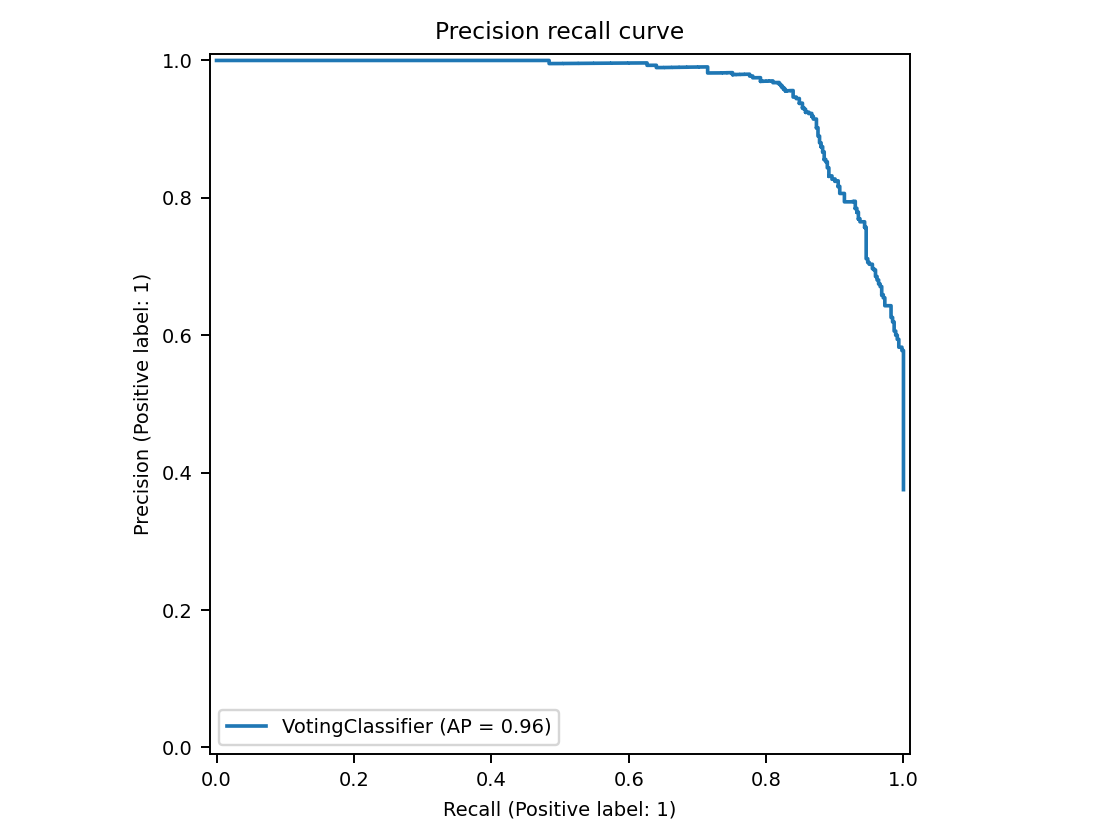 Precision recall curve
1.0
0.8
0.6
0.4
0.2
0.0
Precision (Positive label: 1)
VotingClassifier (AP = 0.96)
0.0 0.2 0.4 0.6 0.8 1.0
Recall (Positive label: 1)